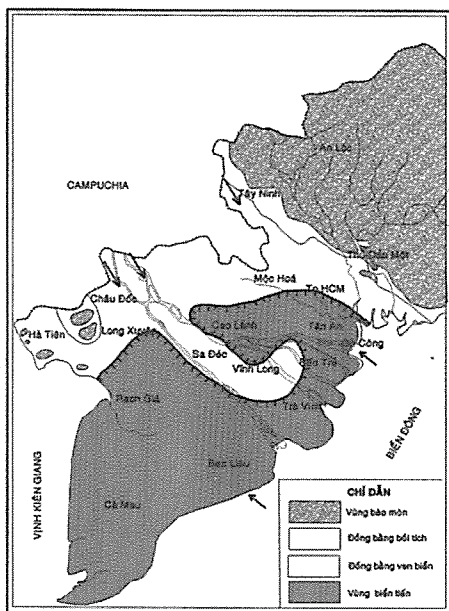 An Lộc
CAMPUCHIA
Tây Ninh
Thủ Dầu Một
Mộc Hoá
Tp HCM
Châu Đốc
Cao Lãnh
Tân An
Hà Tiên
Long Xuyên
Sa Đéc
Công
Vĩnh Long
Bến Tre
Trà Vinh
Rạch Giá
BIỂN ĐÔNG
Bạc Liêu
VỊNH KIÊN GIANG
Cà Mau
CHỈ DẪN
Vùng bào mòn
Đồng bằng bồi tích
Đồng bằng ven biển
Vùng biển tiến